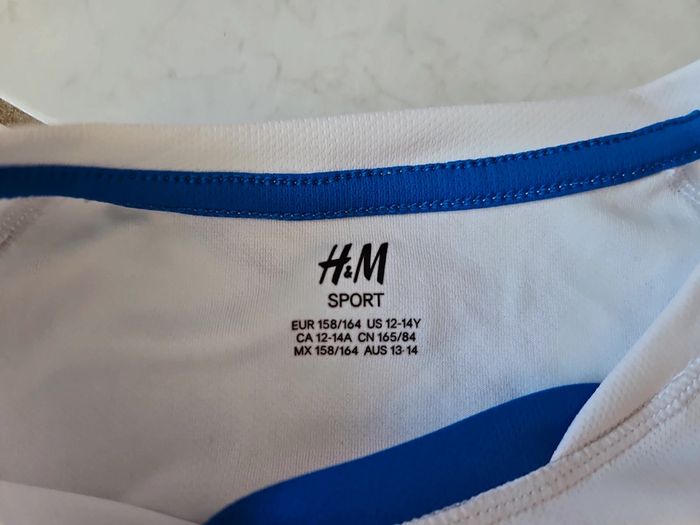 H&M
SPORT
EUR 158/164 US 12-14Y
CA 12-14A CN 165/84
MX 158/164 AUS 13-14